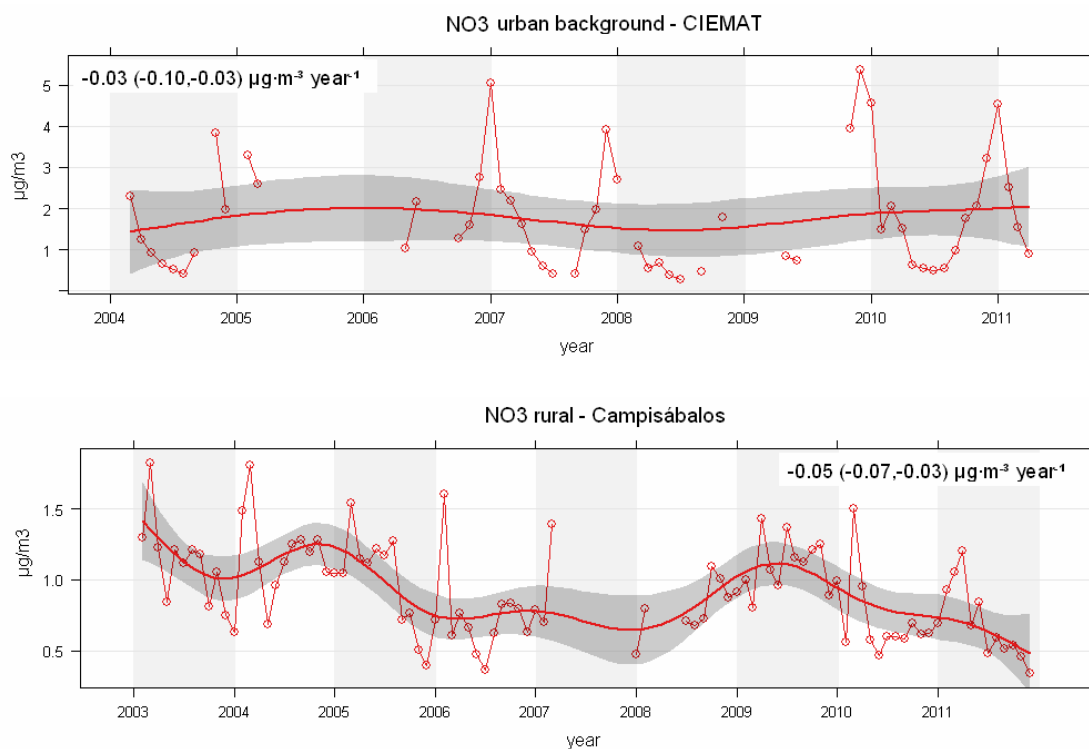 NO3 urban background - CIEMAT
-0.03 (-0.10,-0.03) µg·m⁻³ year⁻¹
µg/m3
5
4
3
2
1
2004 2005 2006 2007 2008 2009 2010 2011
year
NO3 rural - Campisábalos
-0.05 (-0.07,-0.03) µg·m⁻³ year⁻¹
µg/m3
1.5
1.0
0.5
2003 2004 2005 2006 2007 2008 2009 2010 2011
year